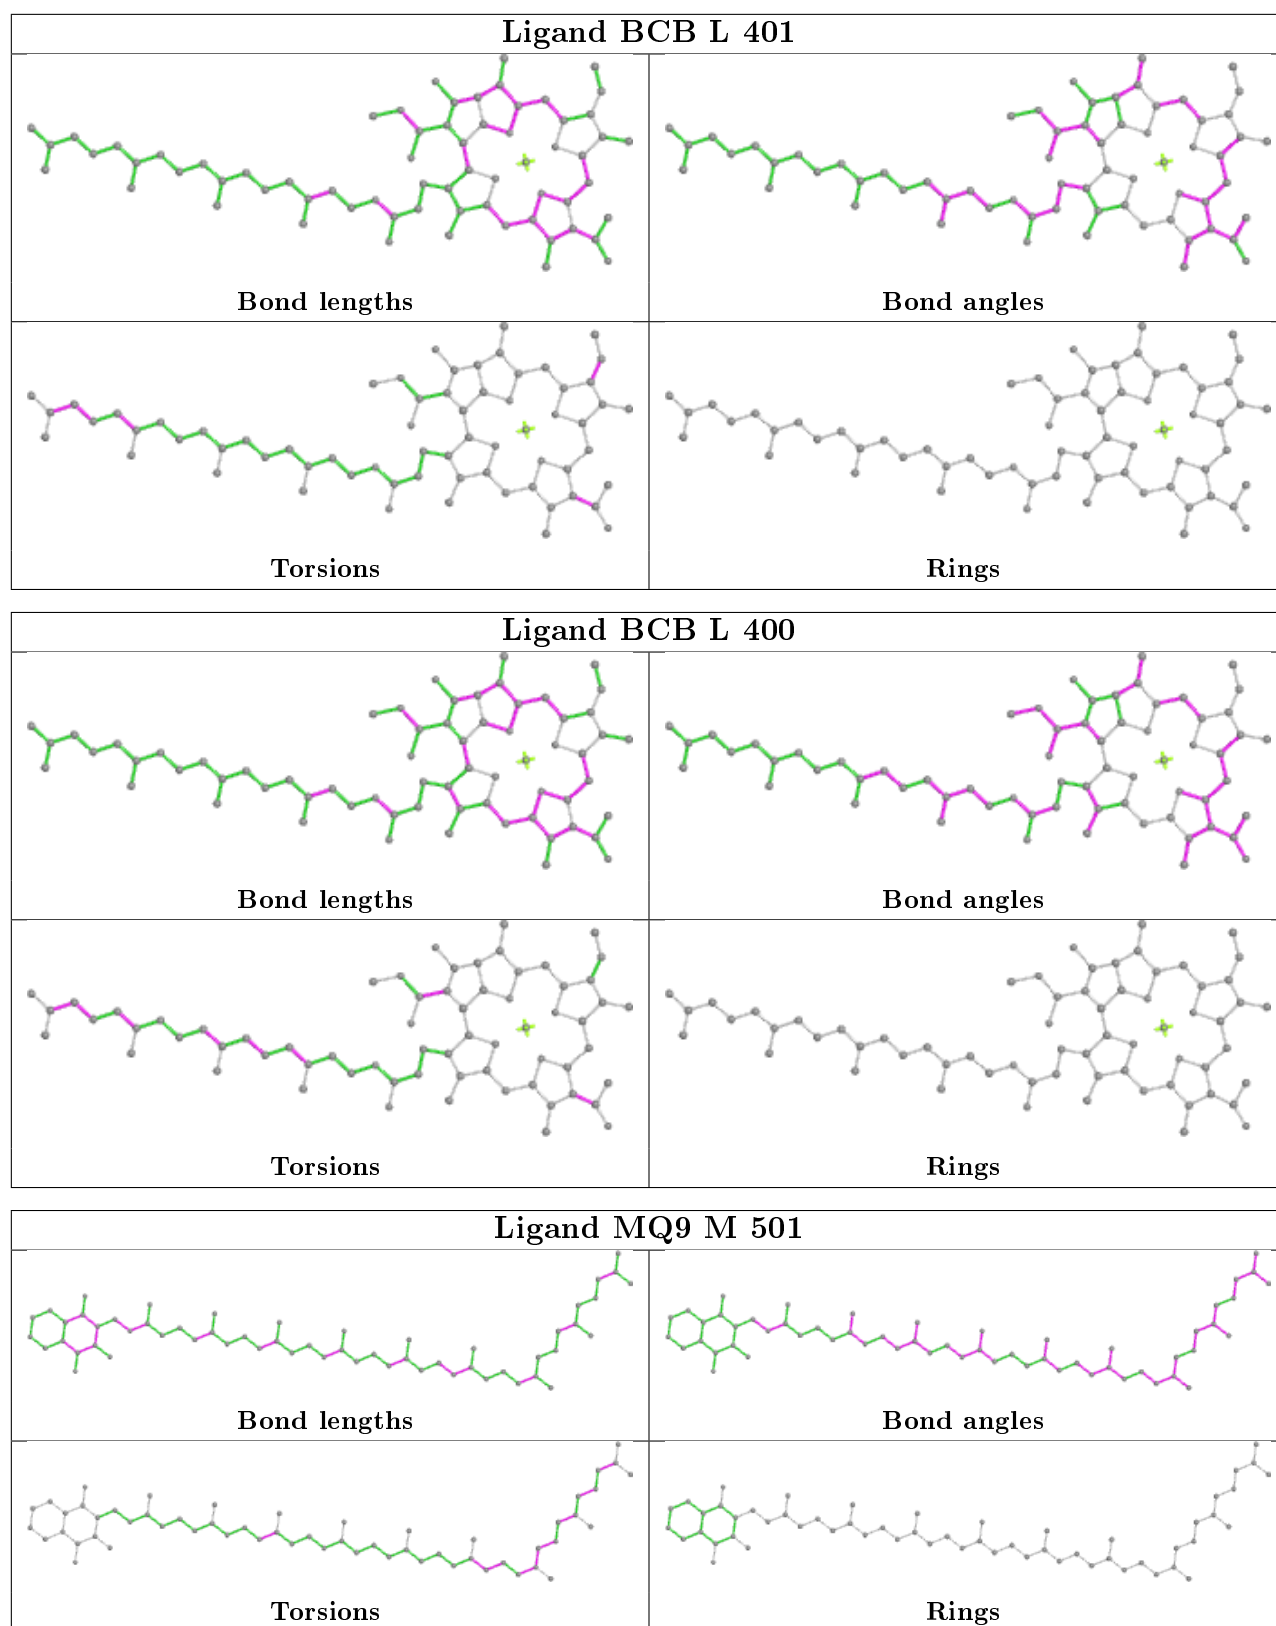 Ligand BCB L 401
Bond lengths
Bond angles
Torsions
Rings
Ligand BCB L 400
Bond lengths
Bond angles
Torsions
Rings
Ligand MQ9 M 501
Bond lengths
Bond angles
Torsions
Rings